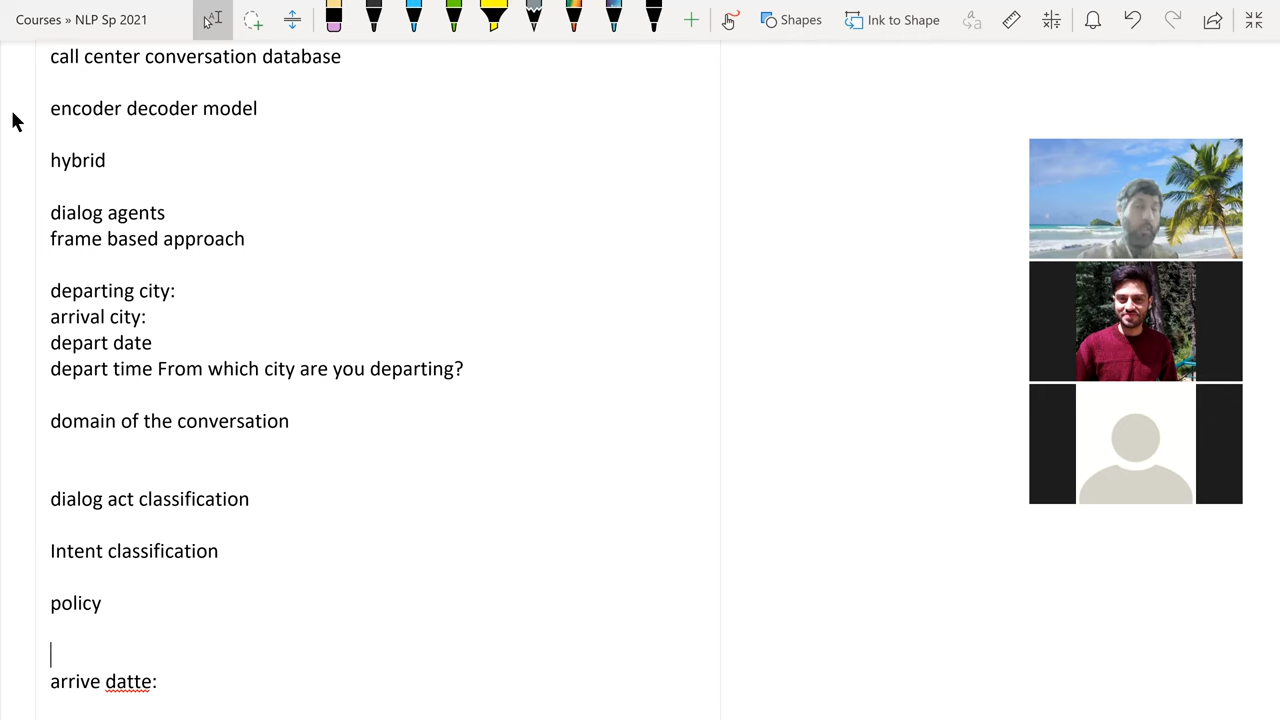 Courses » NLP Sp 2021
Shapes
Ink to Shape
call center conversation database
encoder decoder model
hybrid
dialog agents
frame based approach
departing city:
arrival city:
depart date
depart time From which city are you departing?
domain of the conversation
dialog act classification
Intent classification
policy
arrive datte: